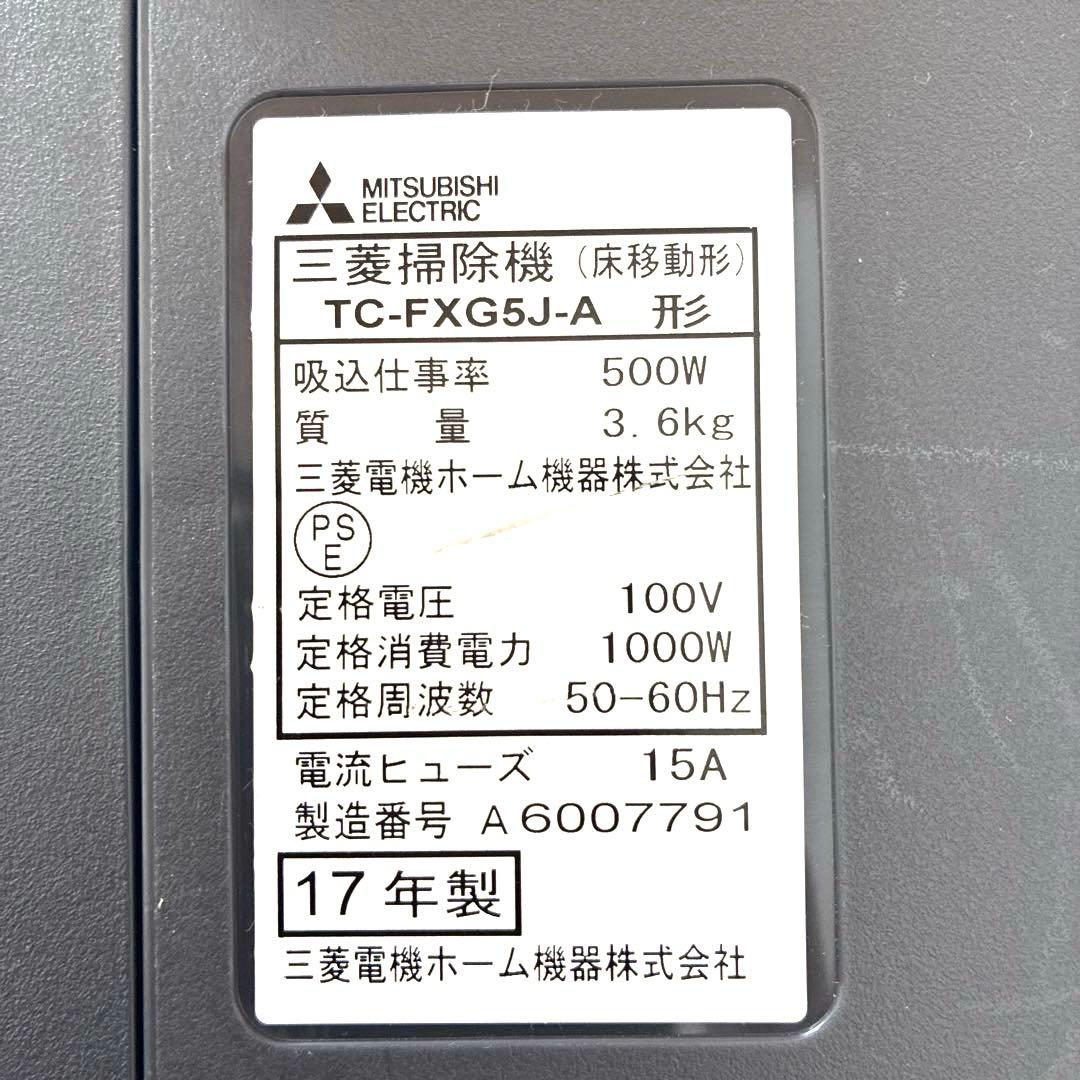 MITSUBISHI
ELECTRIC
三菱掃除機(床移動形)
TC-FXG5J-A 形
吸込仕事率 500W
質量 3.6kg
三菱電機ホーム機器株式会社
PS
E
定格電圧 100V
定格消費電力 1000W
定格周波数 50-60Hz
電流ヒューズ 15A
製造番号 A6007791
17年製
三菱電機ホーム機器株式会社